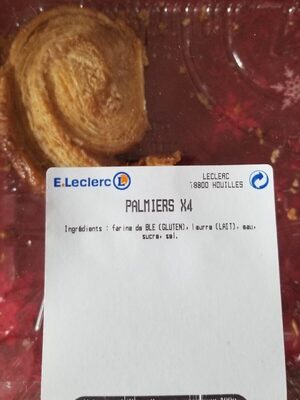 E.Leclerc L
LECLERC
78800 HOUILLES
PALMIERS X4
Ingrédients : farine de BLE (GLUTEN), beurre (LAIT), eau,
sucre, sel.